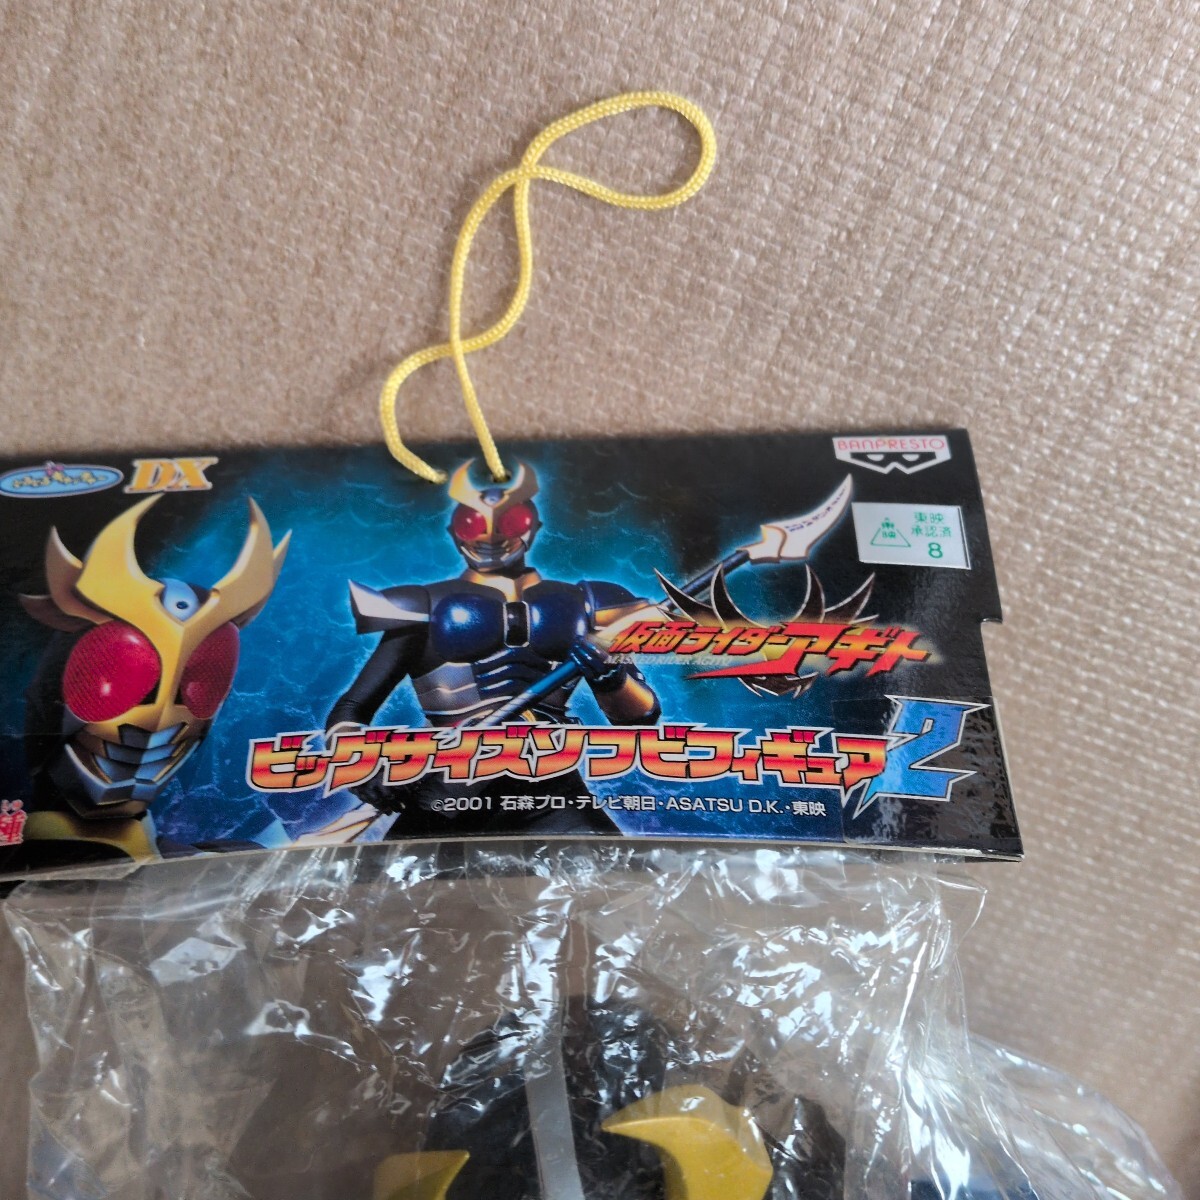 DX
BANPRESTO
東映
東映
承認済
8
仮面ライダーアギト
MASKED RIDER AGITO
ビッグサイズソフビフィギュア2
©2001 石森プロ・テレビ朝日・ASATSU D.K.・東映